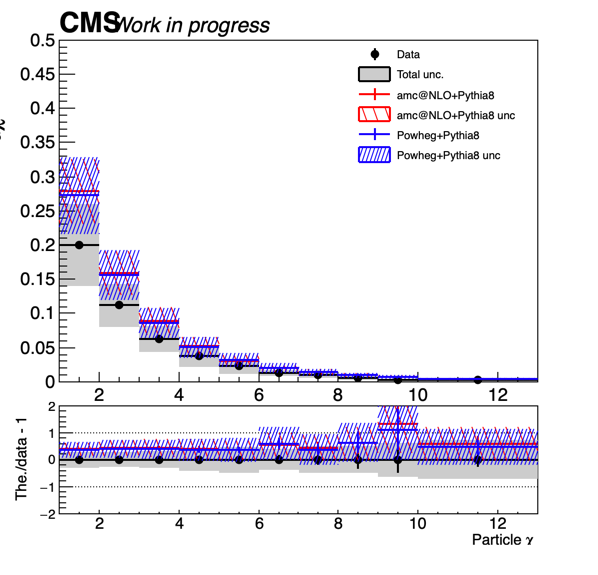 CMS Work in progress
0.5
0.45
0.4
0.35
0.3
0.25
0.2
0.15
0.1
0.05
0
Data
Total unc.
amc@NLO+Pythia8
amc@NLO+Pythia8 unc
Powheg+Pythia8
Powheg+Pythia8 unc
2 4 6 8 10 12
The./data - 1
2
1
0
−1
−2
2 4 6 8 10 12
Particle γ